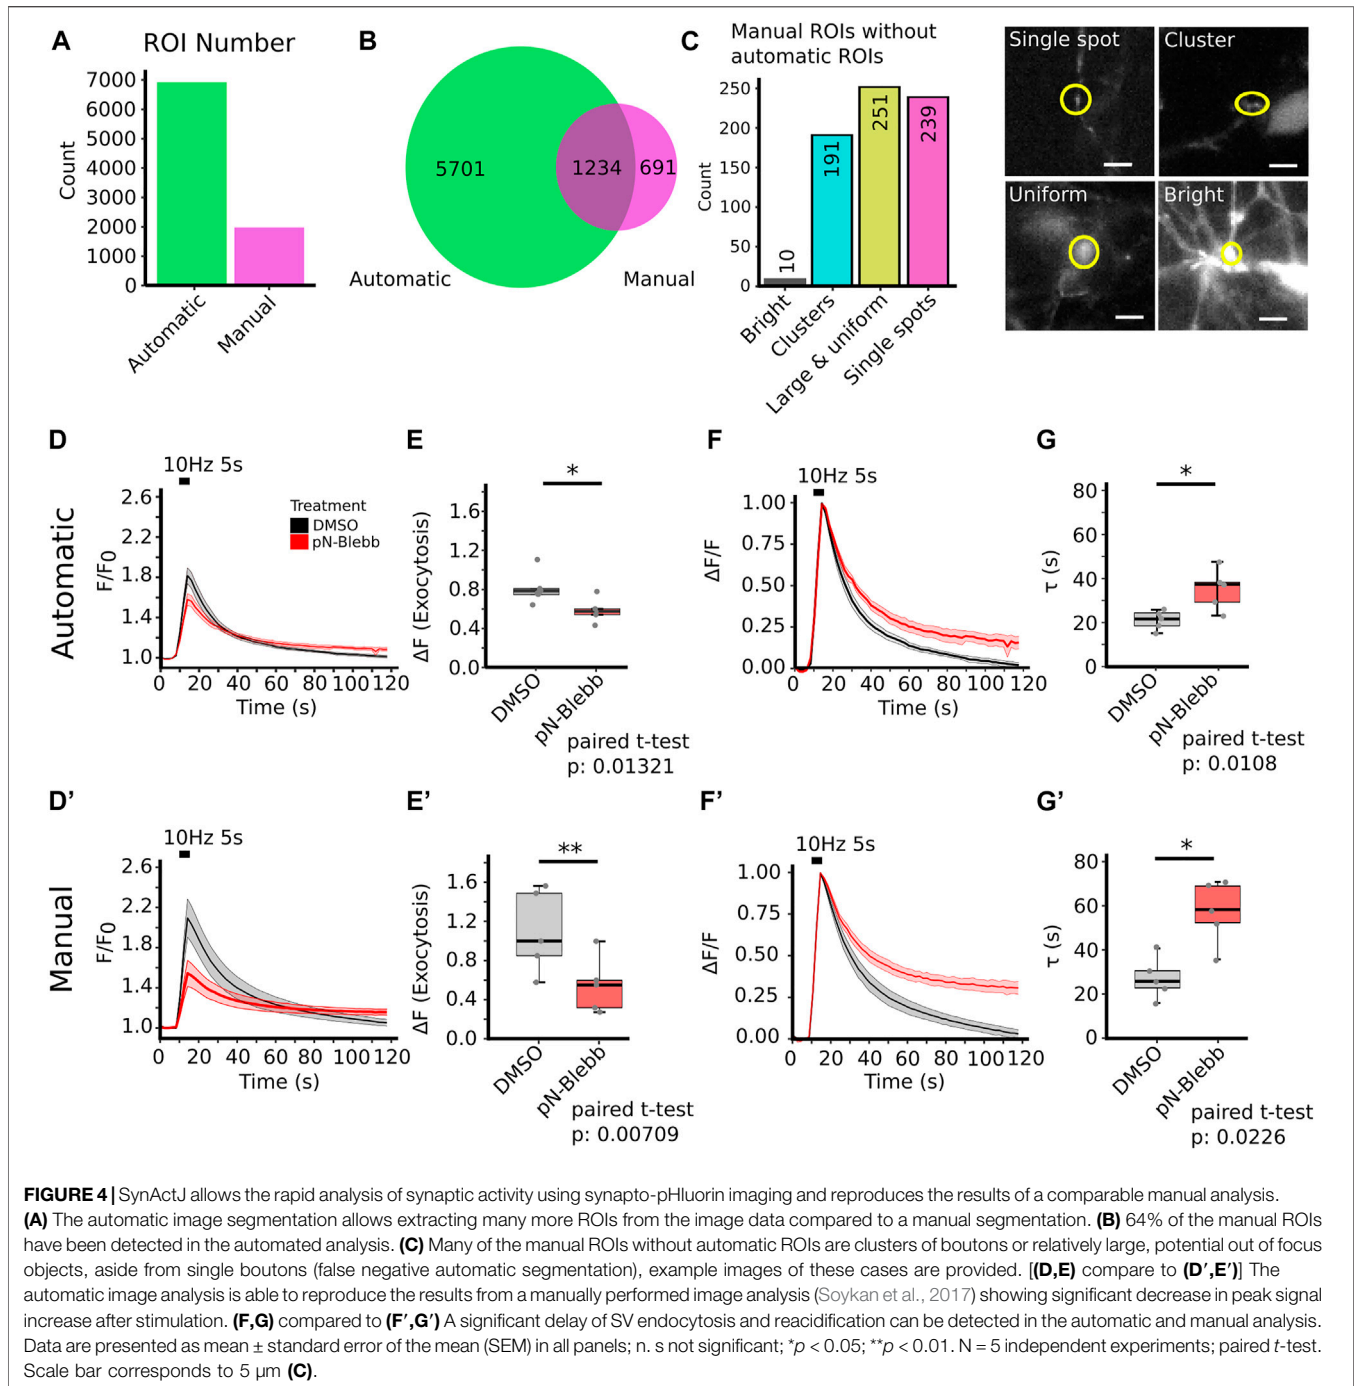 A
ROI Number
7000
6000
5000
4000
3000
2000
1000
0
Count
Automatic
Manual
B
5701
1234
691
Automatic
Manual
C
Manual ROIs without
automatic ROIs
250
200
150
100
50
0
Count
10
191
251
239
Bright
Clusters
Large & uniform
Single spots
Single spot
Cluster
Uniform
Bright
Automatic
D
10Hz 5s
2.6
2.2
1.8
1.4
1.0
F/F0
Treatment
DMSO
pN-Blebb
0 20 40 60 80 100 120
Time (s)
E
*
1.6
1.2
0.8
0.4
0.0
ΔF (Exocytosis)
DMSO
pN-Blebb
paired t-test
p: 0.01321
F
10Hz 5s
1.00
0.75
0.50
0.25
0.00
ΔF/F
0 20 40 60 80 100 120
Time (s)
G
*
80
60
40
20
0
τ (s)
DMSO
pN-Blebb
paired t-test
p: 0.0108
Manual
D'
10Hz 5s
2.6
2.2
1.8
1.4
1.0
F/F0
0 20 40 60 80 100 120
Time (s)
E'
**
1.6
1.2
0.8
0.4
0.0
ΔF (Exocytosis)
DMSO
pN-Blebb
paired t-test
p: 0.00709
F'
10Hz 5s
1.00
0.75
0.50
0.25
0.00
ΔF/F
0 20 40 60 80 100 120
Time (s)
G'
*
80
60
40
20
0
τ (s)
DMSO
pN-Blebb
paired t-test
p: 0.0226
FIGURE 4 | SynActJ allows the rapid analysis of synaptic activity using synapto-pHluorin imaging and reproduces the results of a comparable manual analysis.
(A) The automatic image segmentation allows extracting many more ROIs from the image data compared to a manual segmentation. (B) 64% of the manual ROIs
have been detected in the automated analysis. (C) Many of the manual ROIs without automatic ROIs are clusters of boutons or relatively large, potential out of focus
objects, aside from single boutons (false negative automatic segmentation), example images of these cases are provided. [(D,E) compare to (D′,E′)] The
automatic image analysis is able to reproduce the results from a manually performed image analysis (Soykan et al., 2017) showing significant decrease in peak signal
increase after stimulation. (F,G) compared to (F′,G′) A significant delay of SV endocytosis and reacidification can be detected in the automatic and manual analysis.
Data are presented as mean ± standard error of the mean (SEM) in all panels; n. s not significant; *p < 0.05; **p < 0.01. N = 5 independent experiments; paired t-test.
Scale bar corresponds to 5 µm (C).